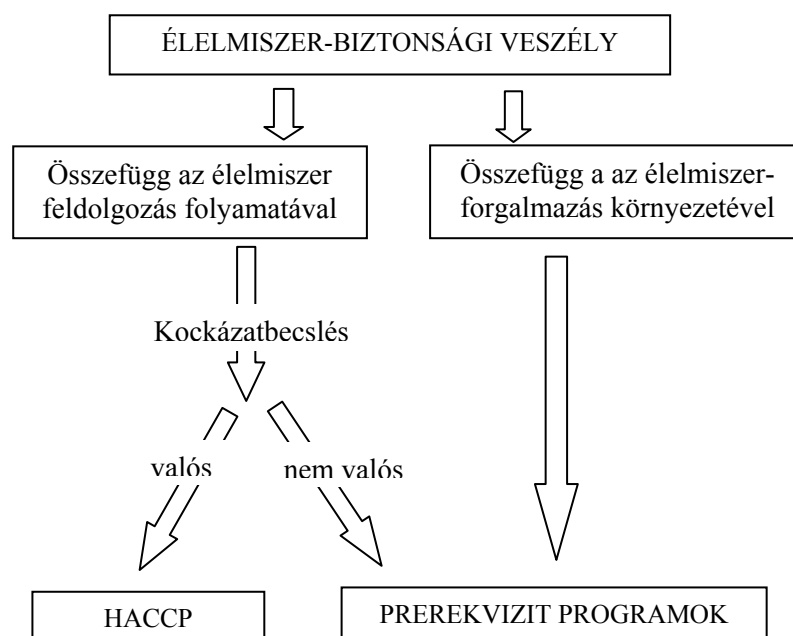 ÉLELMISZER-BIZTONSÁGI VESZÉLY
Összefügg az élelmiszer
feldolgozás folyamatával
Összefügg a az élelmiszer-
forgalmazás környezetével
Kockázatbecslés
valós
nem valós
HACCP
PREREKVIZIT PROGRAMOK